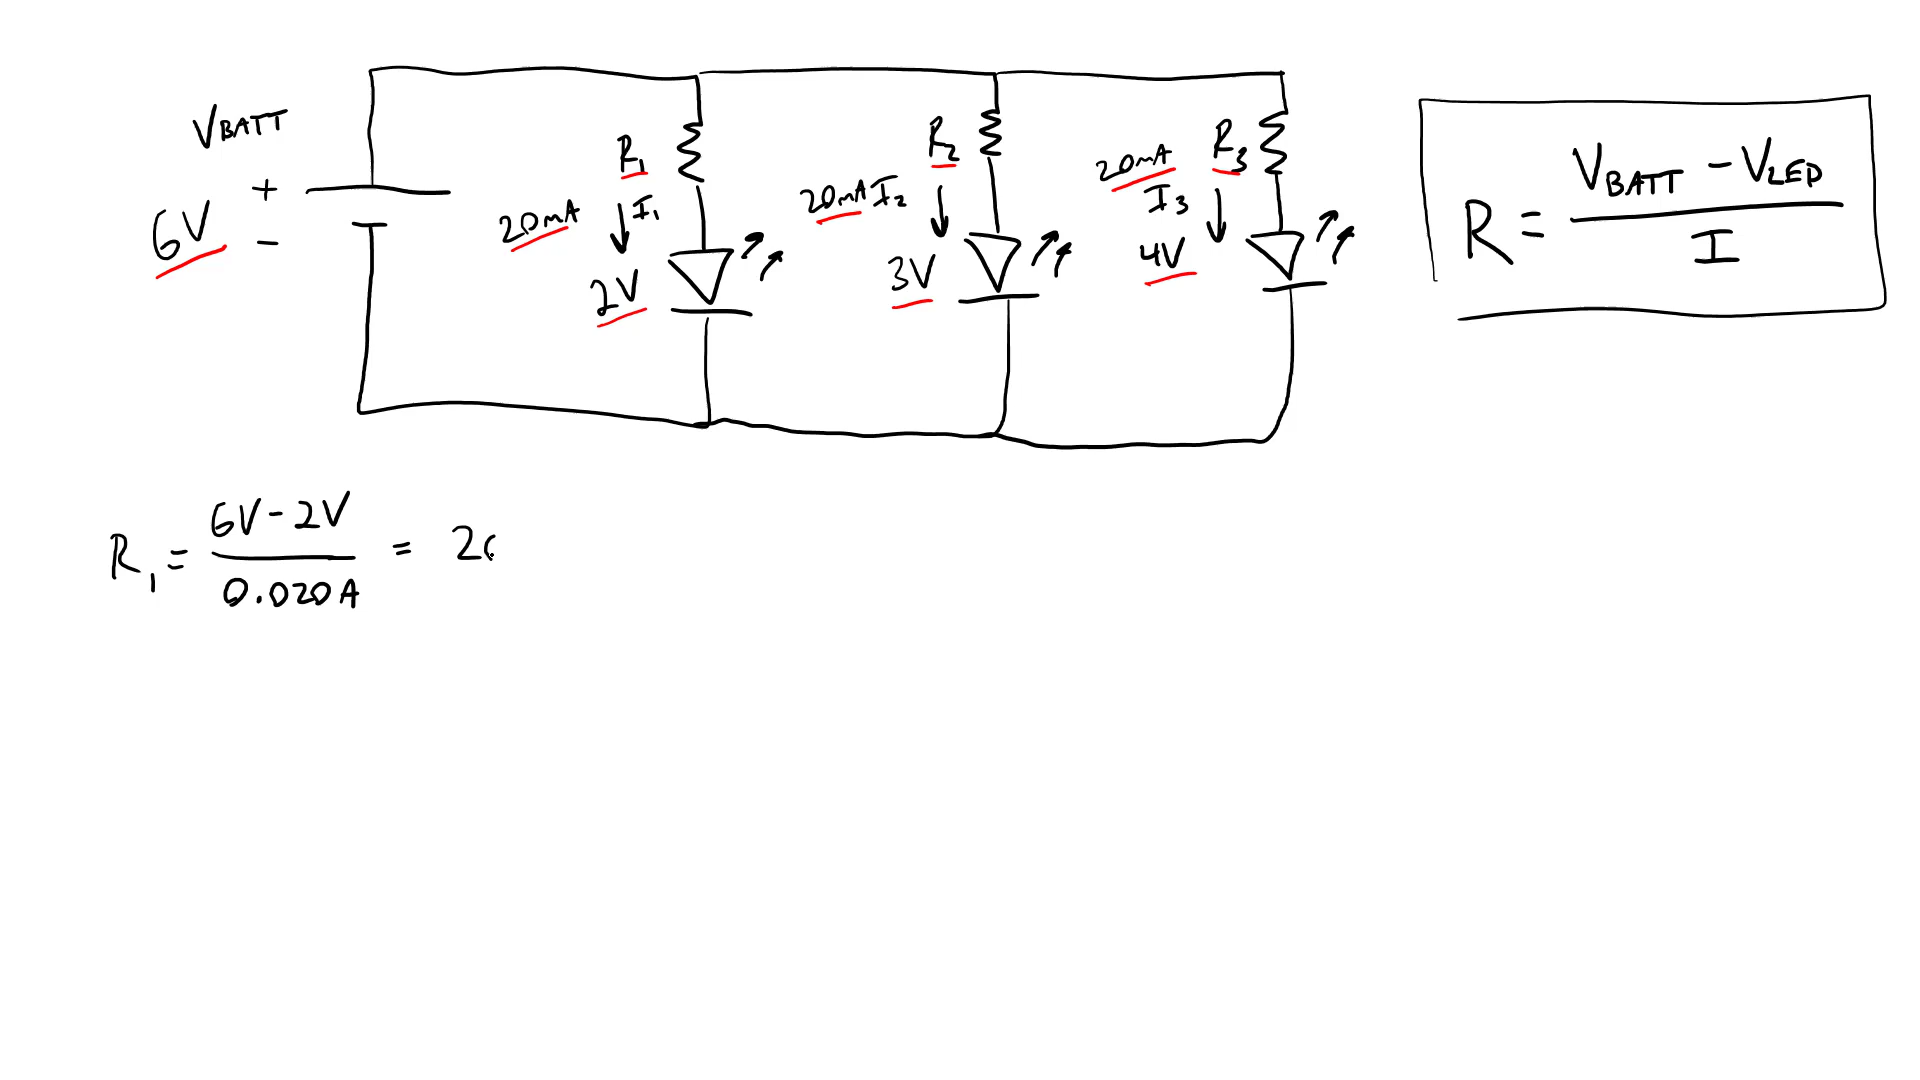 VBATT
+
6V
-
R1
20mA I1
2V
R2
20mA I2
3V
R3
20mA
I3
4V
R = VBATT - VLED / I
R1 = 6V - 2V / 0.020A = 2